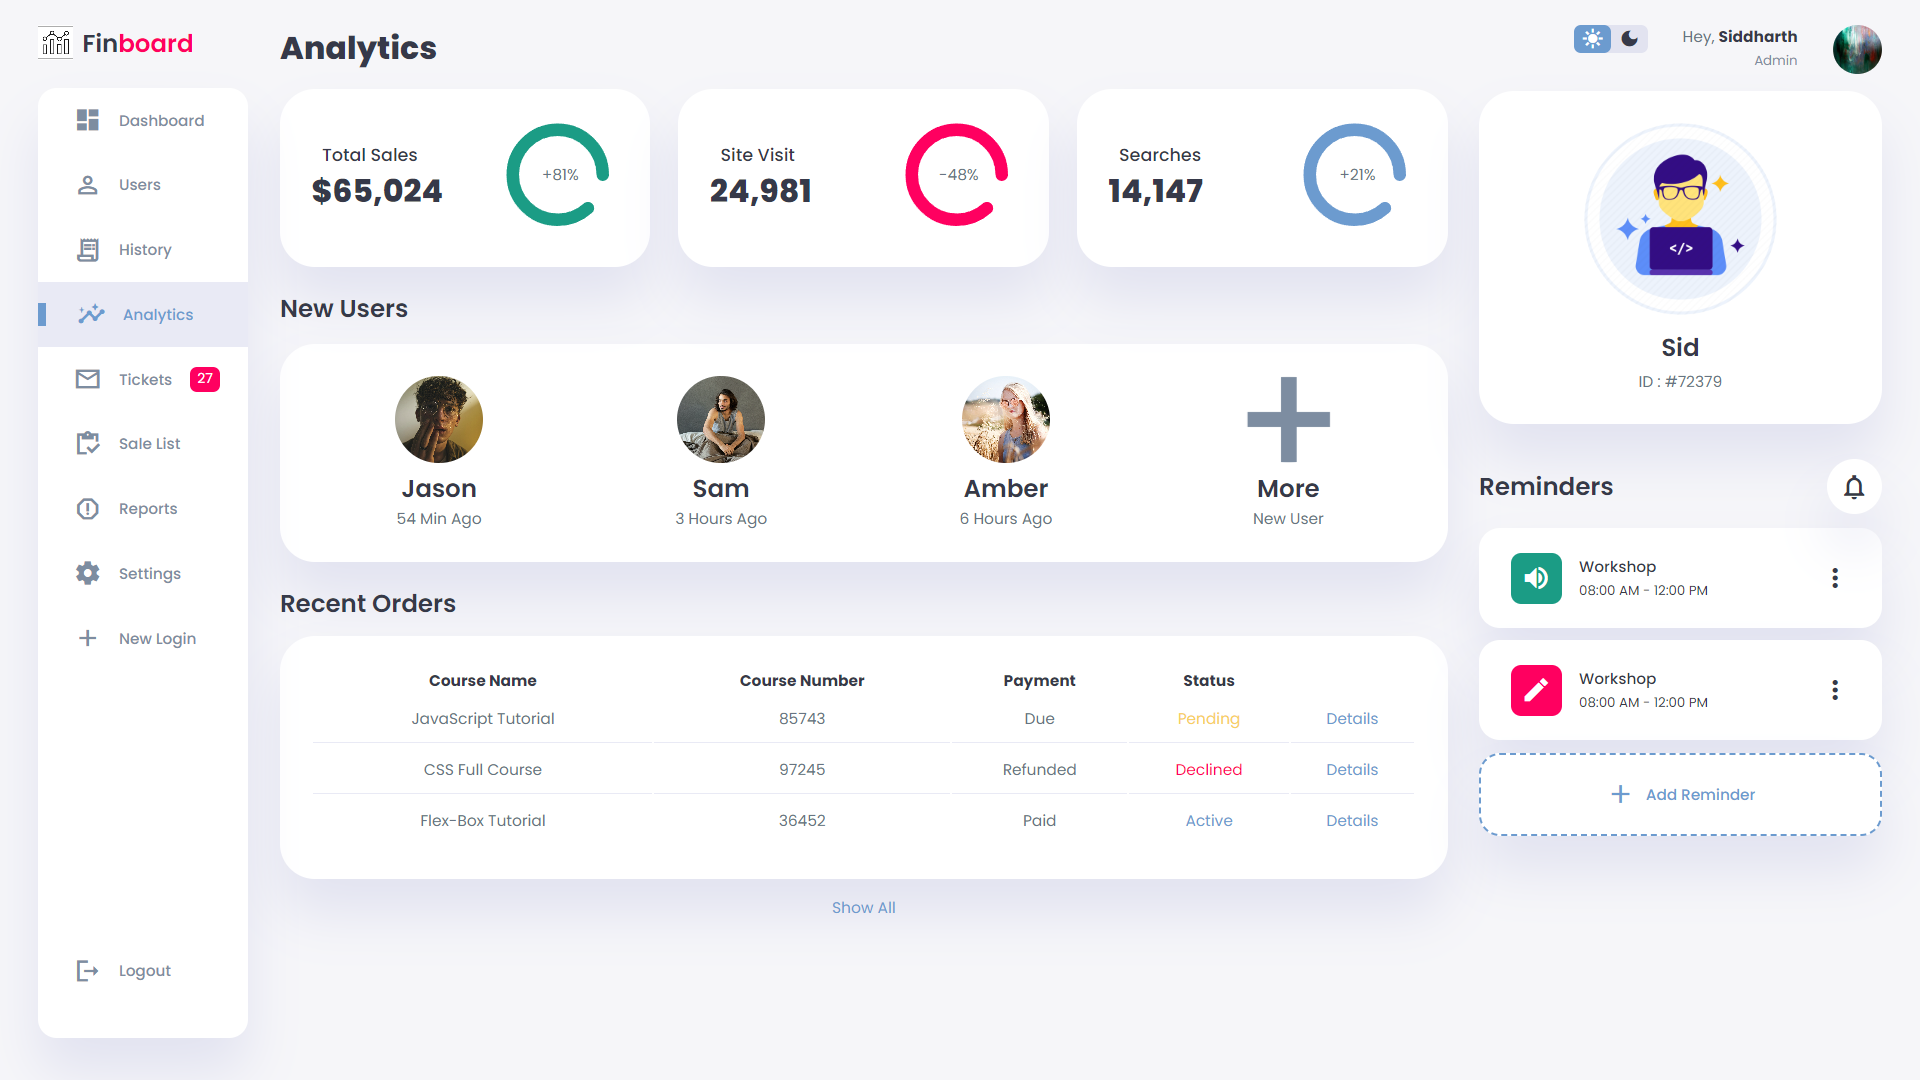 Finboard
Dashboard
Users
History
Analytics
Tickets 27
Sale List
Reports
Settings
New Login
Logout
Analytics
Total Sales
$65,024
+81%
Site Visit
24,981
-48%
Searches
14,147
+21%
New Users
Jason
54 Min Ago
Sam
3 Hours Ago
Amber
6 Hours Ago
More
New User
Recent Orders
Course Name Course Number Payment Status
JavaScript Tutorial 85743 Due Pending Details
CSS Full Course 97245 Refunded Declined Details
Flex-Box Tutorial 36452 Paid Active Details
Show All
Hey, Siddharth
Admin
</>
Sid
ID : #72379
Reminders
Workshop
08:00 AM - 12:00 PM
Workshop
08:00 AM - 12:00 PM
Add Reminder